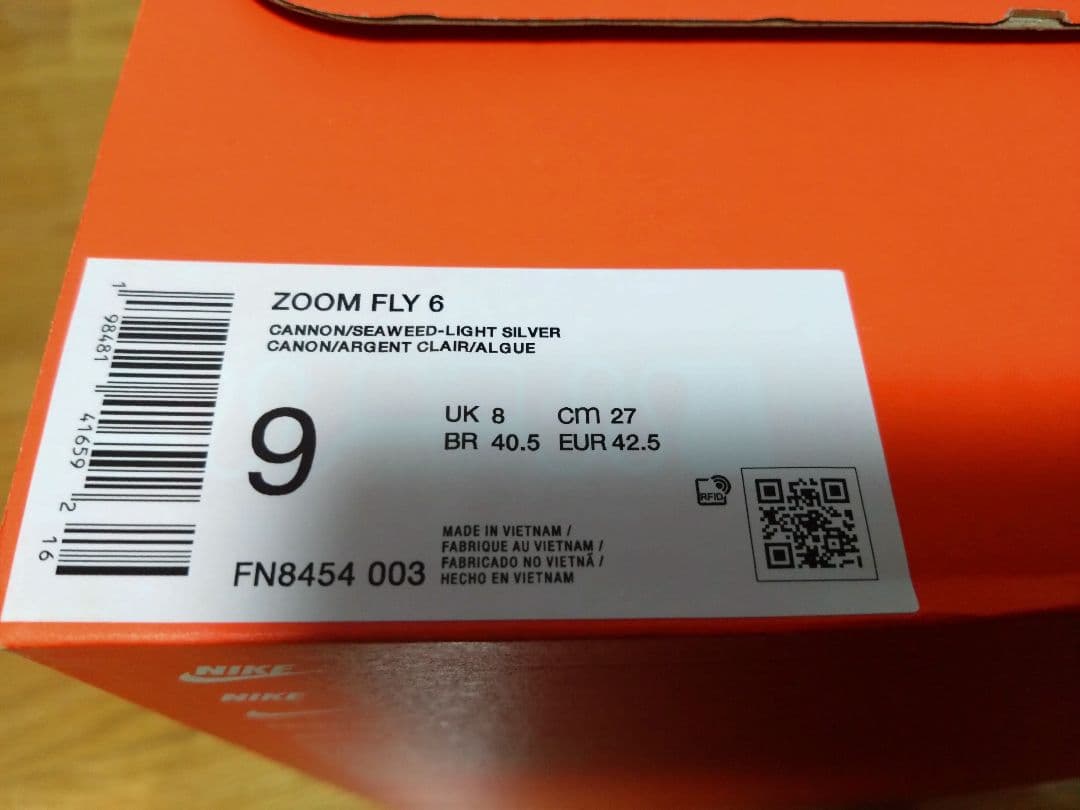 ZOOM FLY 6
CANNON/SEAWEED-LIGHT SILVER
CANON/ARGENT CLAIR/ALGUE
9
UK 8 cm 27
BR 40.5 EUR 42.5
RFID
MADE IN VIETNAM /
FABRIQUE AU VIETNAM /
FABRICADO NO VIETNÃ /
HECHO EN VIETNAM
FN8454 003
1 98481 41659 2
16
NIKE
NIKE